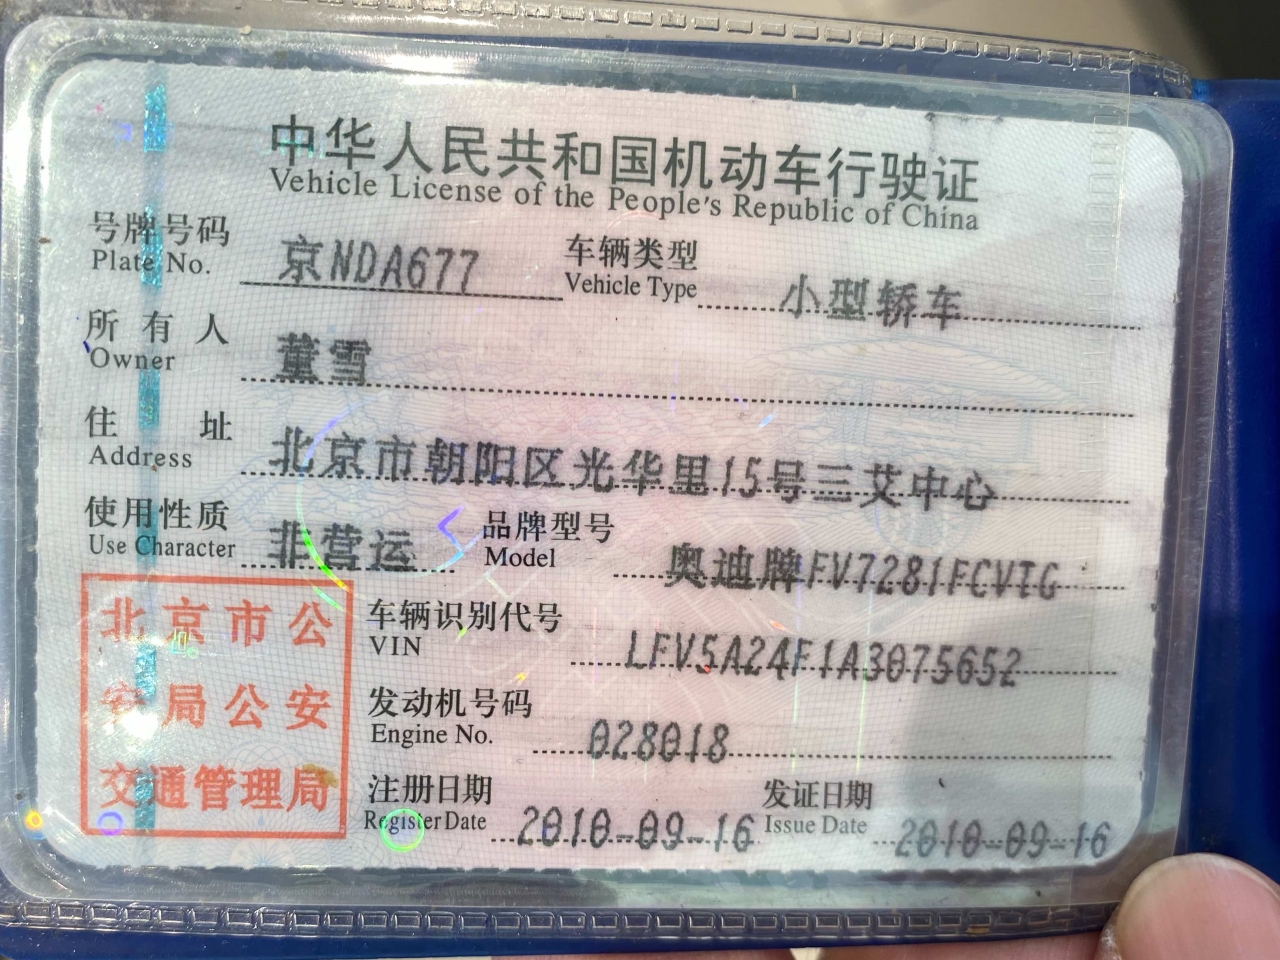 中华人民共和国机动车行驶证
Vehicle License of the People's Republic of China
号牌号码 京NDA677 车辆类型 小型轿车
Plate No. Vehicle Type
所有人 董雪
Owner
住址 北京市朝阳区光华里15号三艾中心
Address
使用性质 非营运 品牌型号 奥迪牌FV7281FCVTG
Use Character Model
车辆识别代号 LFV5A24F1A3075652
VIN
发动机号码 028018
Engine No.
注册日期 2010-09-16 发证日期 2010-09-16
Register Date Issue Date
北京市公
安局公安
交通管理局